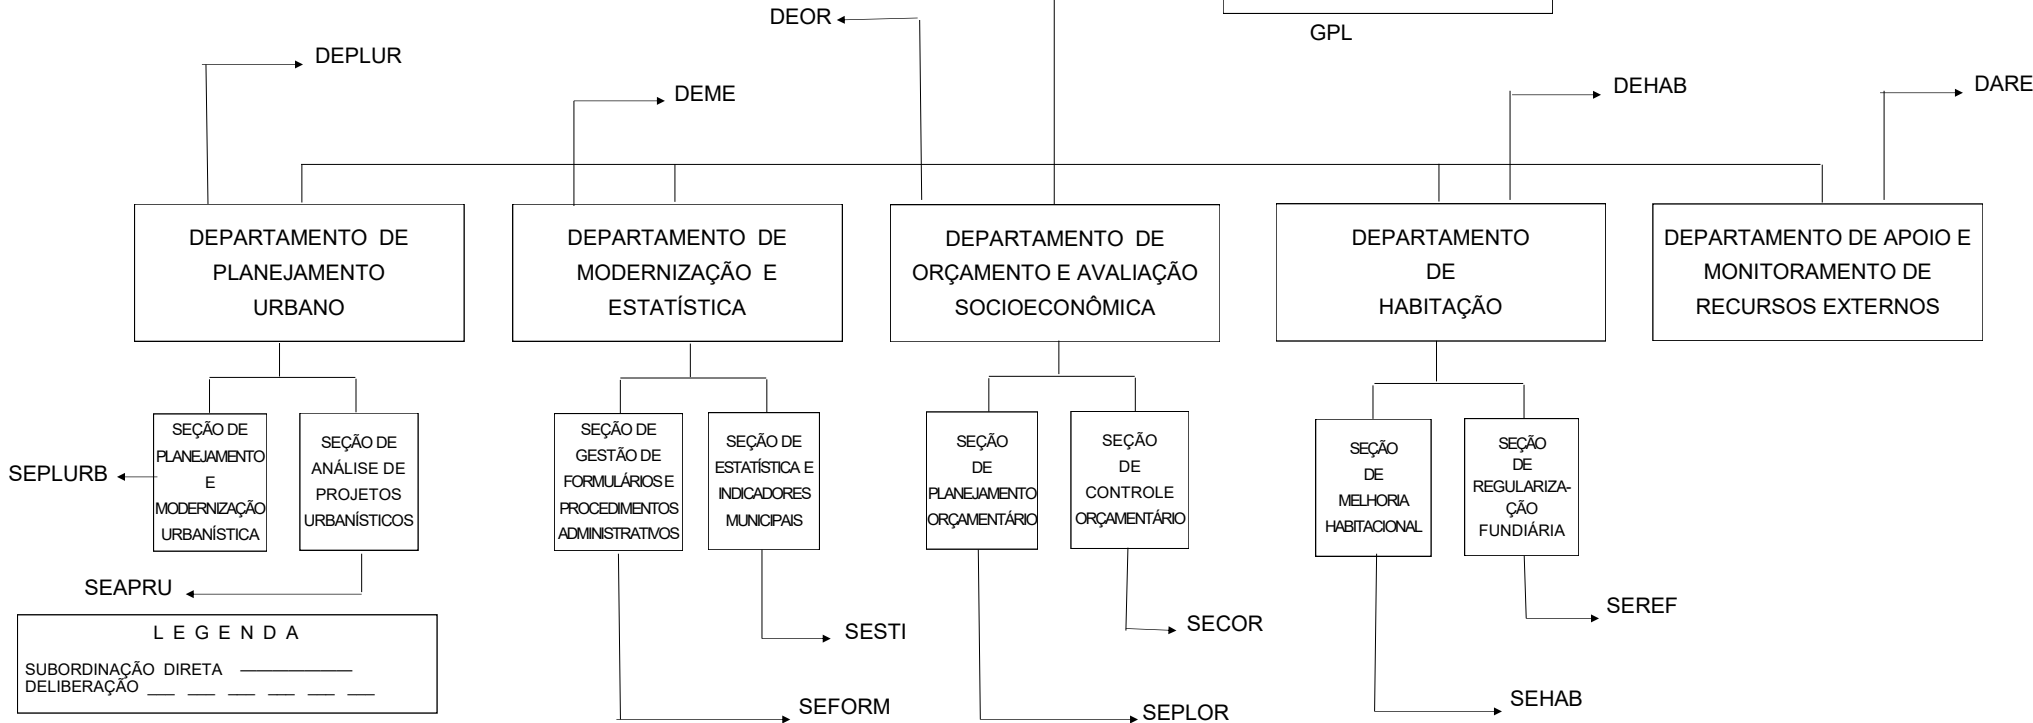 DEOR
GPL
DEPLUR
DEME
DEHAB
DARE
DEPARTAMENTO DE
PLANEJAMENTO
URBANO
DEPARTAMENTO DE
MODERNIZAÇÃO E
ESTATÍSTICA
DEPARTAMENTO DE
ORÇAMENTO E AVALIAÇÃO
SOCIOECONÔMICA
DEPARTAMENTO
DE
HABITAÇÃO
DEPARTAMENTO DE APOIO E
MONITORAMENTO DE
RECURSOS EXTERNOS
SEPLURB
SEÇÃO DE
PLANEJAMENTO
E
MODERNIZAÇÃO
URBANÍSTICA
SEÇÃO DE
ANÁLISE DE
PROJETOS
URBANÍSTICOS
SEÇÃO DE
GESTÃO DE
FORMULÁRIOS E
PROCEDIMENTOS
ADMINISTRATIVOS
SEÇÃO DE
ESTATÍSTICA E
INDICADORES
MUNICIPAIS
SEÇÃO
DE
PLANEJAMENTO
ORÇAMENTÁRIO
SEÇÃO
DE
CONTROLE
ORÇAMENTÁRIO
SEÇÃO
DE
MELHORIA
HABITACIONAL
SEÇÃO
DE
REGULARIZA-
ÇÃO
FUNDIÁRIA
SEAPRU
SESTI
SECOR
SEREF
SEFORM
SEPLOR
SEHAB
L E G E N D A
SUBORDINAÇÃO DIRETA
DELIBERAÇÃO